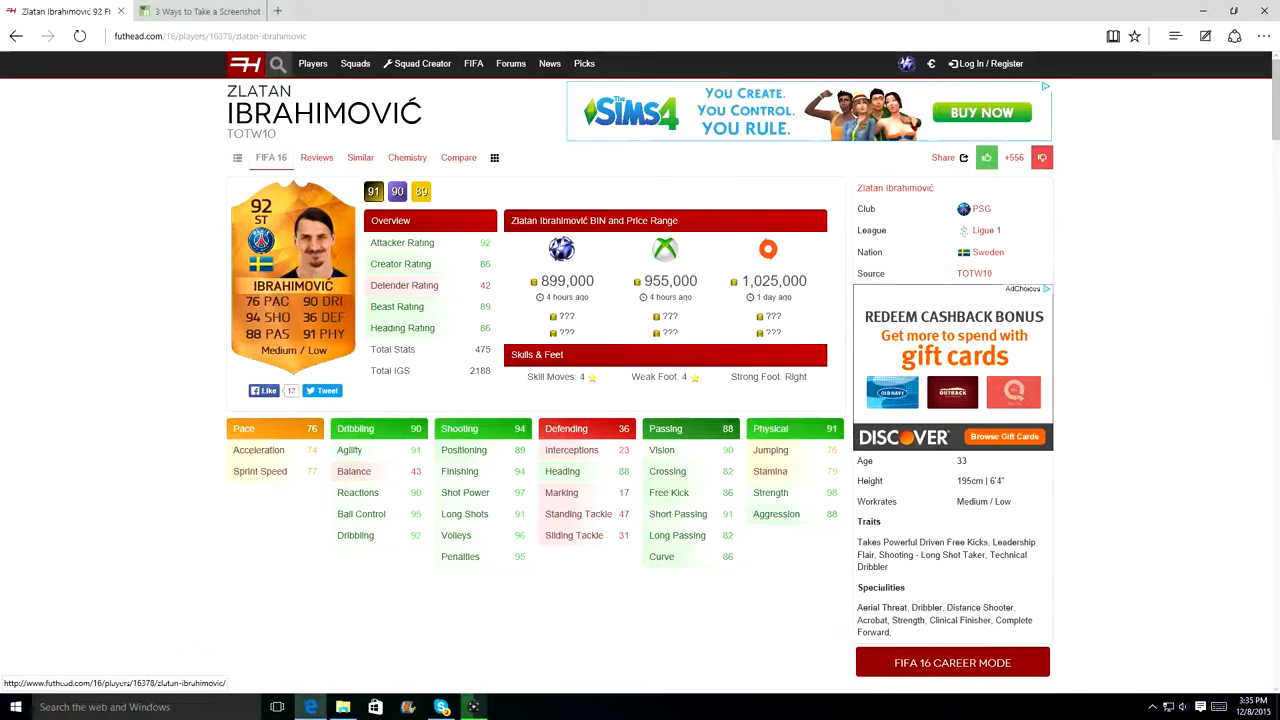 Zlatan Ibrahimović 92 FI
3 Ways to Take a Screenshot
futhead.com/16/players/16378/zlatan-ibrahimovic
FH
Players
Squads
Squad Creator
FIFA
Forums
News
Picks
€
Log In / Register
ZLATAN
IBRAHIMOVIĆ
TOTW10
The SIMS 4
YOU CREATE.
YOU CONTROL.
YOU RULE.
BUY NOW
FIFA 16
Reviews
Similar
Chemistry
Compare
Share
+556
92
ST
IBRAHIMOVIĆ
76 PAC 90 DRI
94 SHO 36 DEF
88 PAS 91 PHY
Medium / Low
Like
12
Tweet
91
90
89
Overview
Attacker Rating 92
Creator Rating 86
Defender Rating 42
Beast Rating 89
Heading Rating 86
Total Stats 475
Total IGS 2188
Zlatan Ibrahimović BIN and Price Range
899,000
955,000
1,025,000
4 hours ago
4 hours ago
1 day ago
???
???
???
???
???
???
Skills & Feet
Skill Moves: 4
Weak Foot: 4
Strong Foot: Right
Pace 76
Acceleration 74
Sprint Speed 77
Dribbling 90
Agility 91
Balance 43
Reactions 90
Ball Control 95
Dribbling 92
Shooting 94
Positioning 89
Finishing 94
Shot Power 97
Long Shots 91
Volleys 96
Penalties 95
Defending 36
Interceptions 23
Heading 88
Marking 17
Standing Tackle 47
Sliding Tackle 31
Passing 88
Vision 90
Crossing 82
Free Kick 86
Short Passing 91
Long Passing 82
Curve 86
Physical 91
Jumping 76
Stamina 79
Strength 98
Aggression 88
Zlatan Ibrahimović
Club PSG
League Ligue 1
Nation Sweden
Source TOTW10
AdChoices
REDEEM CASHBACK BONUS
Get more to spend with
gift cards
OLD NAVY
OUTBACK
DISCOVER
Browse Gift Cards
Age 33
Height 195cm | 6'4"
Workrates Medium / Low
Traits
Takes Powerful Driven Free Kicks, Leadership,
Flair, Shooting - Long Shot Taker, Technical
Dribbler
Specialities
Aerial Threat, Dribbler, Distance Shooter,
Acrobat, Strength, Clinical Finisher, Complete
Forward,
FIFA 16 CAREER MODE
http://www.futhead.com/16/players/16378/zlatan-ibrahimovic/
Search the web and Windows
3:35 PM
12/8/2015